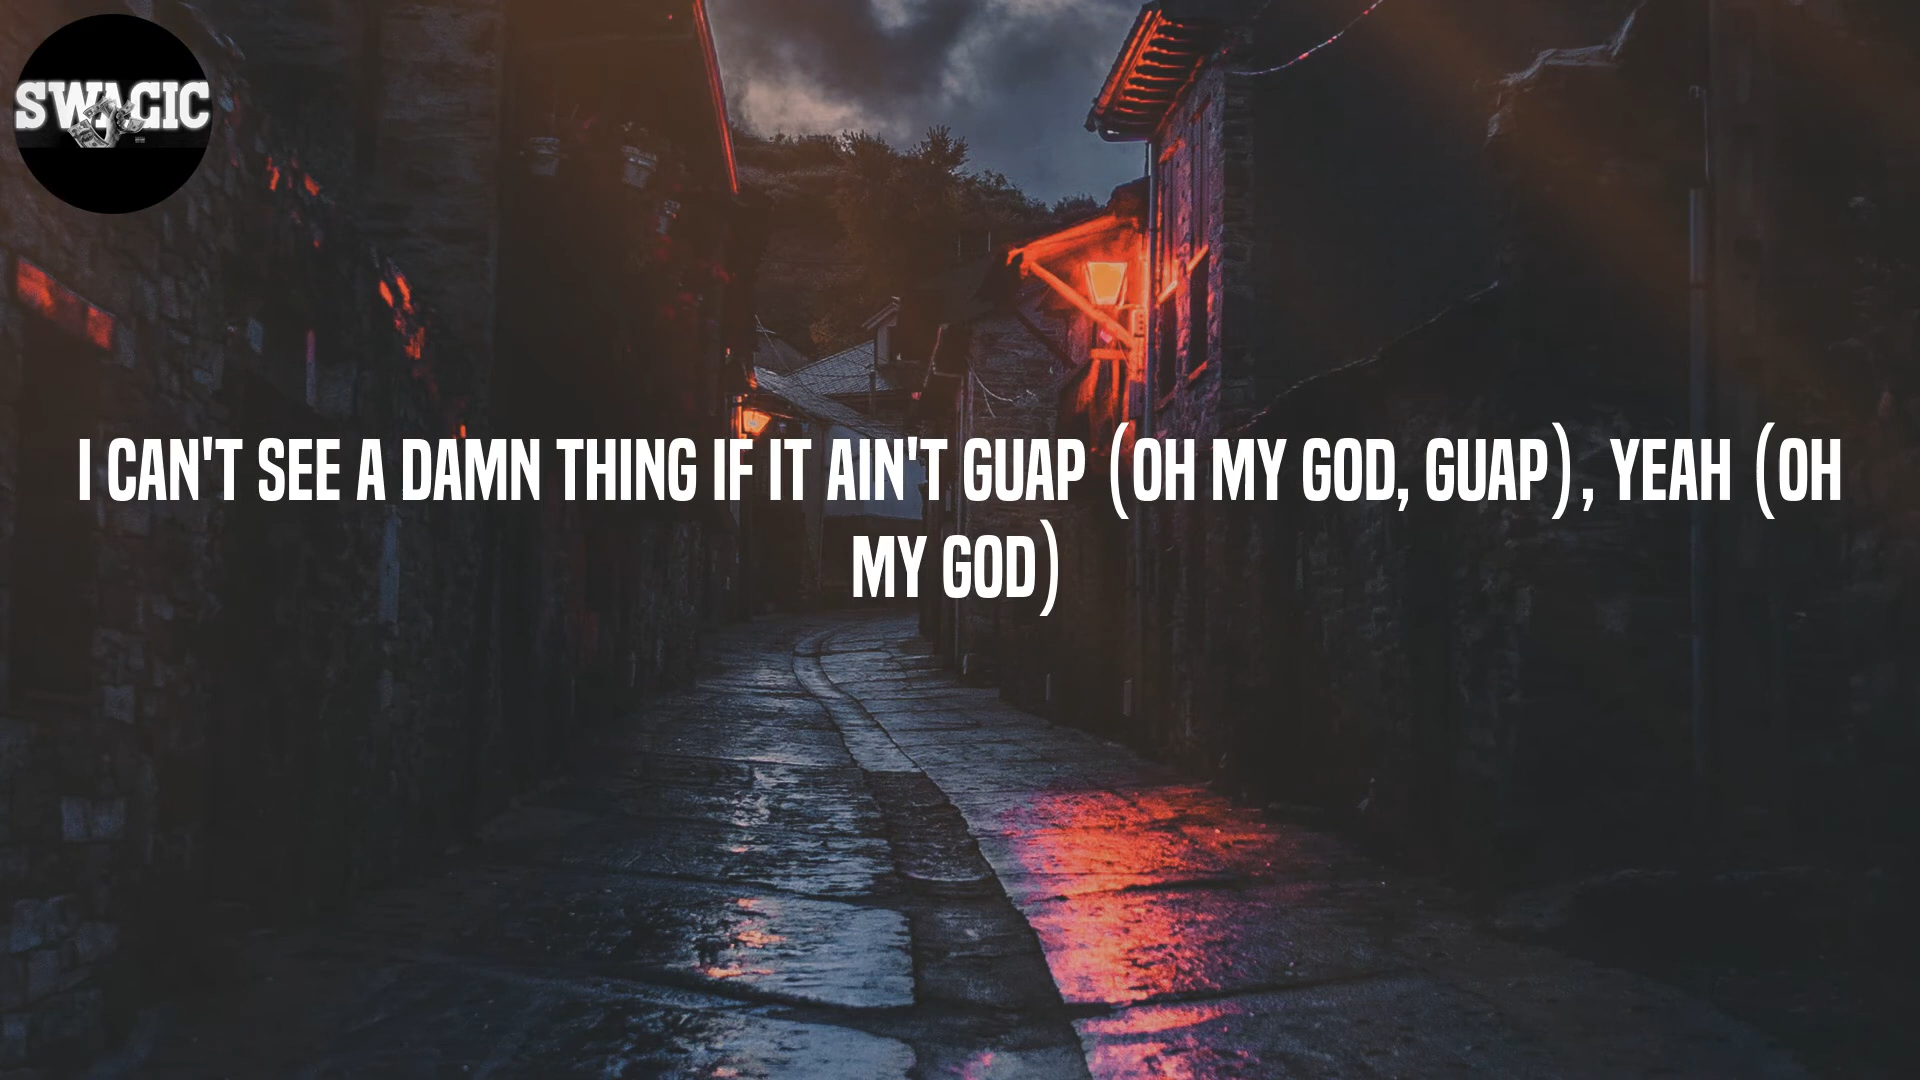 SWAGIC
I CAN'T SEE A DAMN THING IF IT AIN'T GUAP (OH MY GOD, GUAP), YEAH (OH
MY GOD)